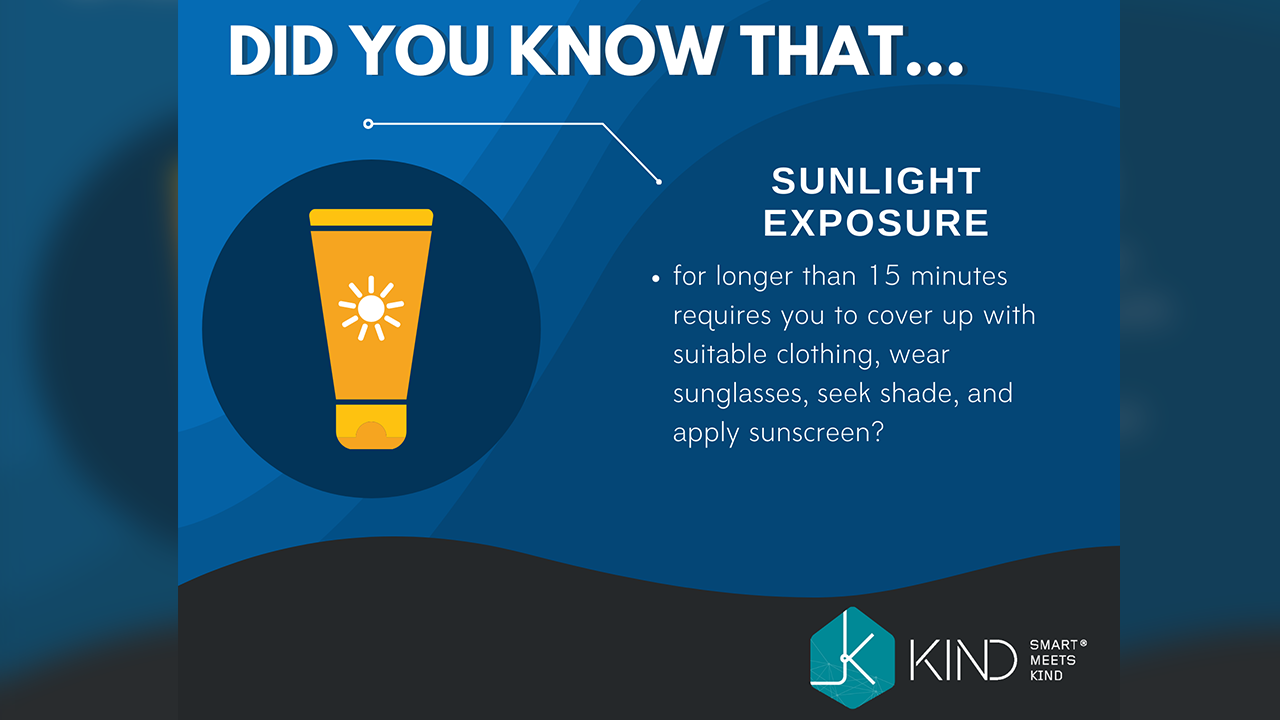 DID YOU KNOW THAT...
SUNLIGHT
EXPOSURE
• for longer than 15 minutes
requires you to cover up with
suitable clothing, wear
sunglasses, seek shade, and
apply sunscreen?
KIND
SMART®
MEETS
KIND